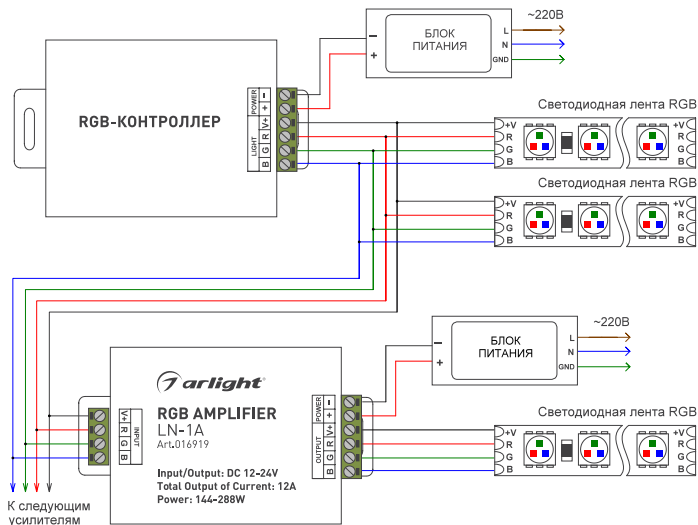 ~220В
БЛОК
ПИТАНИЯ
−
+
L
N
GND
RGB-КОНТРОЛЛЕР
POWER
LIGHT
−
+
V+
R
G
B
Светодиодная лента RGB
+V
R
G
B
Светодиодная лента RGB
+V
R
G
B
~220В
БЛОК
ПИТАНИЯ
−
+
L
N
GND
arlight
RGB AMPLIFIER
LN-1A
Art.016919
Input/Output: DC 12-24V
Total Output of Current: 12A
Power: 144-288W
V+
R
G
B
INPUT
POWER
OUTPUT
−
+
V+
R
G
B
Светодиодная лента RGB
+V
R
G
B
К следующим
усилителям